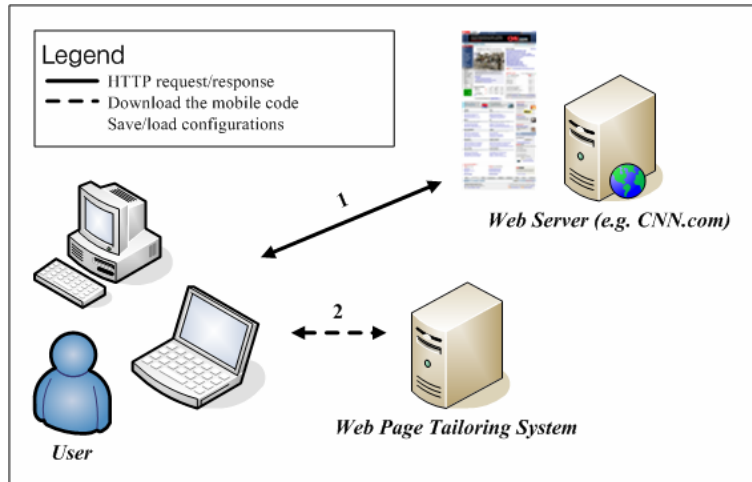 Legend
HTTP request/response
Download the mobile code
Save/load configurations
1
Web Server (e.g. CNN.com)
2
Web Page Tailoring System
User